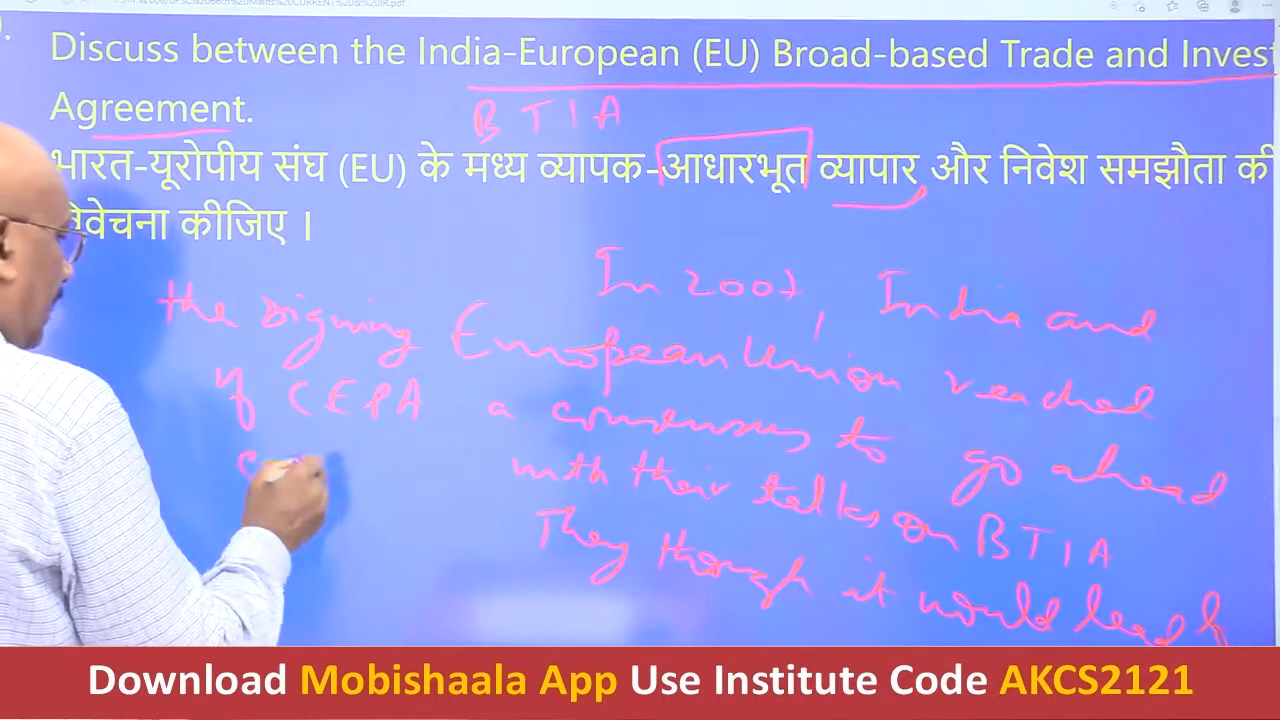 Discuss between the India-European (EU) Broad-based Trade and Invest
Agreement.
B T I A
भारत-यूरोपीय संघ (EU) के मध्य व्यापक-आधारभूत व्यापार और निवेश समझौता की
विवेचना कीजिए ।
In 2007, India and
European Union reached
a consensus to go ahead
with their talks on BTIA
They though it would lead
the signing
of CEPA
Download Mobishaala App Use Institute Code AKCS2121